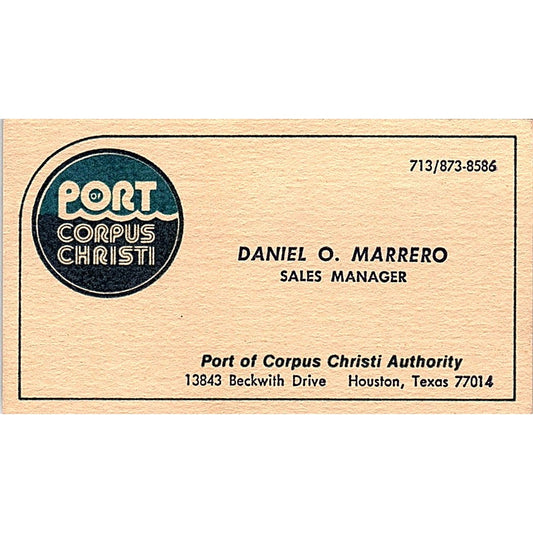 713/873-8586
PORT
OF
CORPUS
CHRISTI
DANIEL O. MARRERO
SALES MANAGER
Port of Corpus Christi Authority
13843 Beckwith Drive Houston, Texas 77014